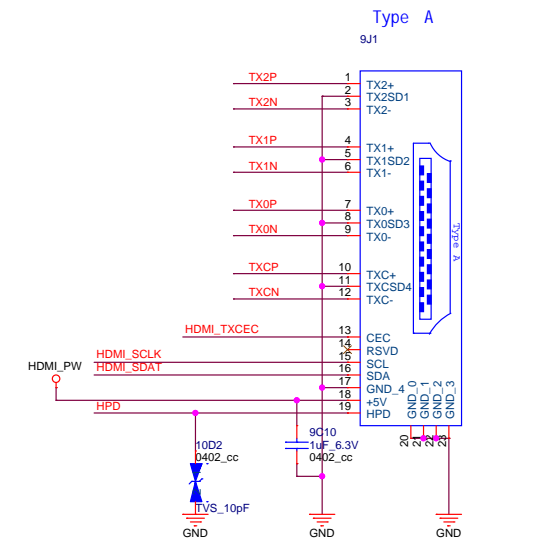 Type A
9J1
TX2P 1 TX2+
2 TX2SD1
TX2N 3 TX2-
TX1P 4 TX1+
5 TX1SD2
TX1N 6 TX1-
TX0P 7 TX0+
8 TX0SD3
TX0N 9 TX0-
TXCP 10 TXC+
11 TXCSD4
TXCN 12 TXC-
Type A
HDMI_TXCEC 13 CEC
14 RSVD
HDMI_SCLK 15 SCL
HDMI_SDAT 16 SDA
HDMI_PW
17 GND_4
18 +5V
HPD 19 HPD
GND_0 GND_1 GND_2 GND_3
20 21 22 23
9C10
1uF_6.3V
0402_cc
10D2
0402_cc
TVS_10pF
GND GND GND